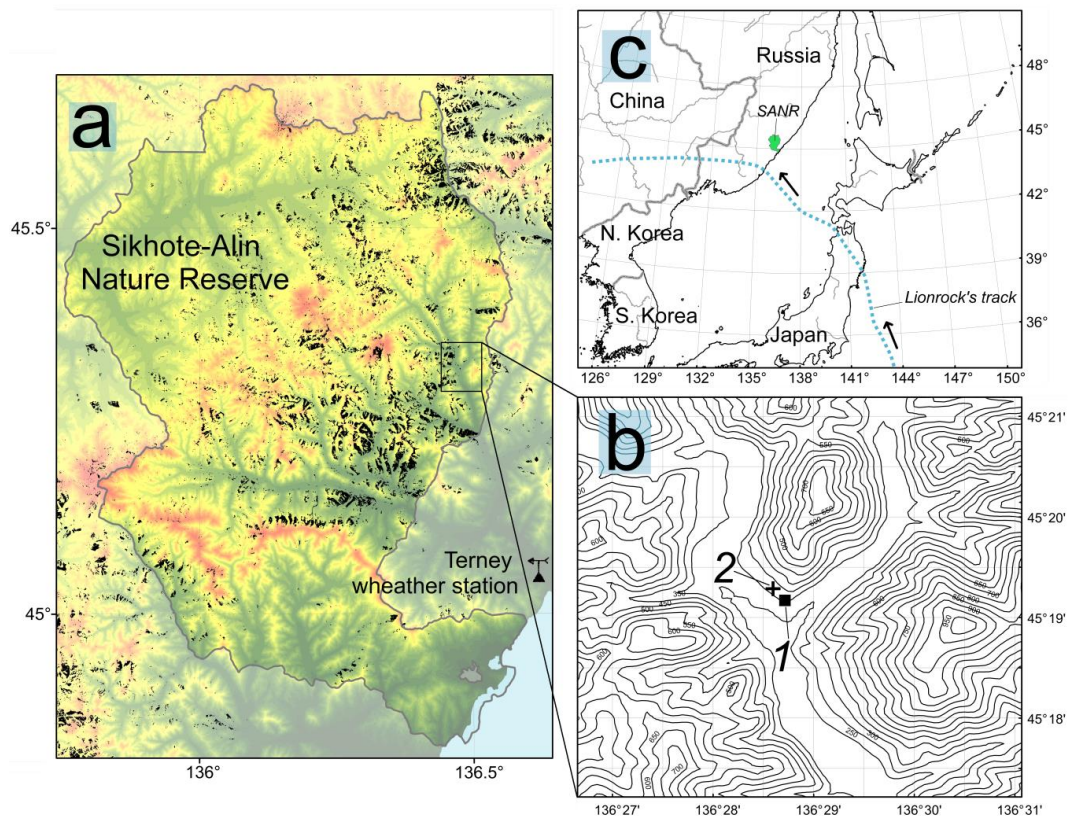 a
45.5°
Sikhote-Alin
Nature Reserve
45°
Terney
wheather station
136°
136.5°
c
Russia
China
SANR
N. Korea
S. Korea
Japan
Lionrock's track
48°
45°
42°
39°
36°
126°
129°
132°
135°
138°
141°
144°
147°
150°
b
2
1
45°21'
45°20'
45°19'
45°18'
136°27'
136°28'
136°29'
136°30'
136°31'